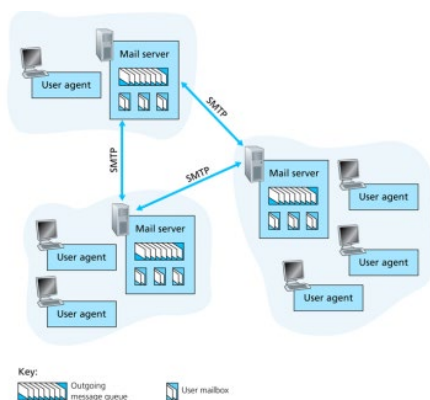 Mail server
User agent
SMTP
SMTP
SMTP
Mail server
User agent
Mail server
User agent
User agent
User agent
User agent
Key:
Outgoing
message queue
User mailbox